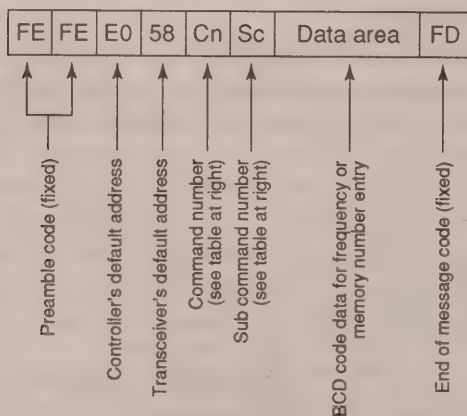 FE FE E0 58 Cn Sc Data area FD
Preamble code (fixed)
Controller's default address
Transceiver's default address
Command number
(see table at right)
Sub command number
(see table at right)
BCD code data for frequency or
memory number entry
End of message code (fixed)